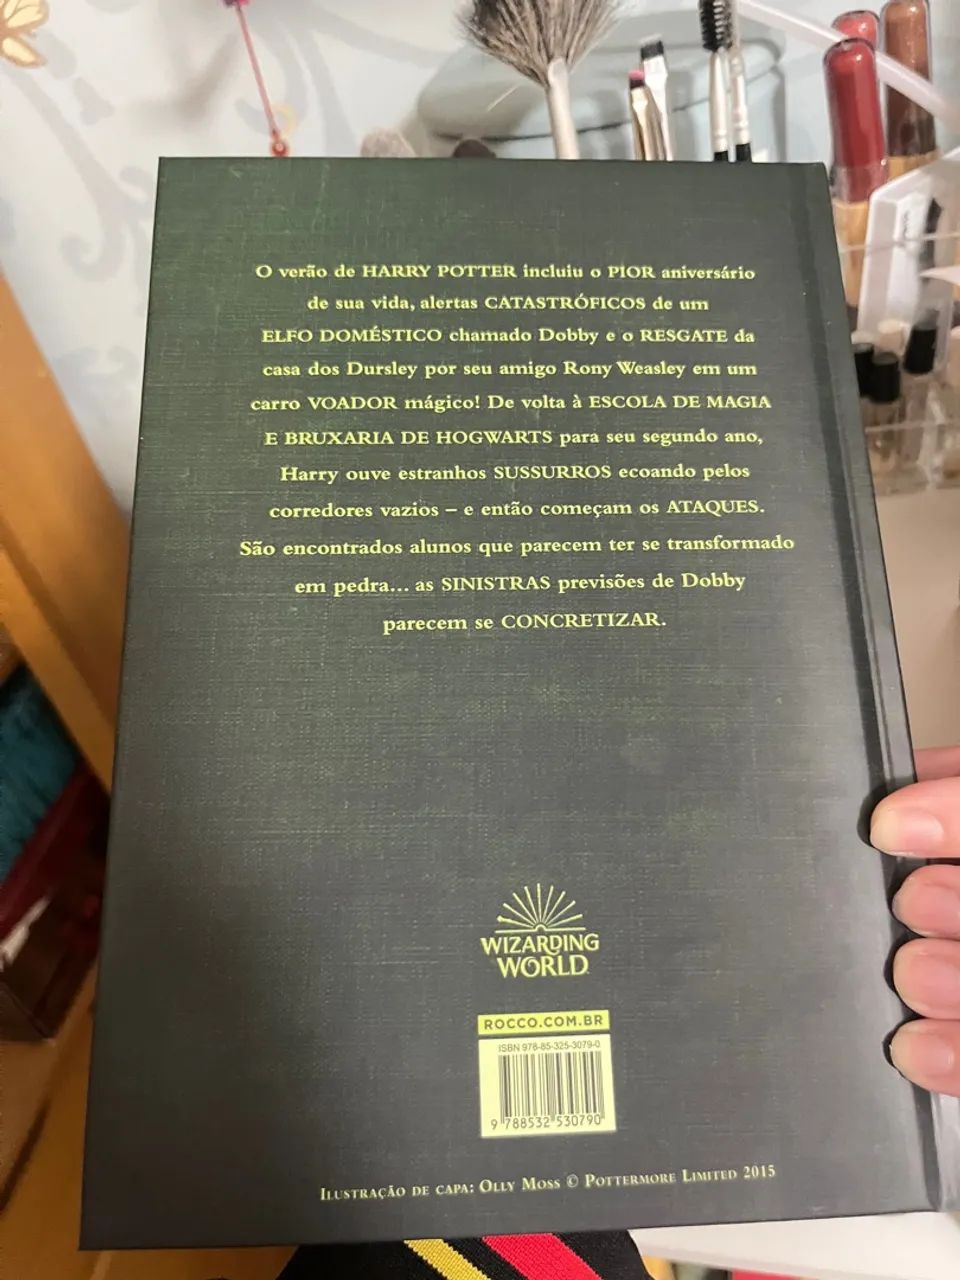 O verão de HARRY POTTER incluiu o PIOR aniversário
de sua vida, alertas CATASTRÓFICOS de um
ELFO DOMÉSTICO chamado Dobby e o RESGATE da
casa dos Dursley por seu amigo Rony Weasley em um
carro VOADOR mágico! De volta à ESCOLA DE MAGIA
E BRUXARIA DE HOGWARTS para seu segundo ano,
Harry ouve estranhos SUSSURROS ecoando pelos
corredores vazios – e então começam os ATAQUES.
São encontrados alunos que parecem ter se transformado
em pedra... as SINISTRAS previsões de Dobby
parecem se CONCRETIZAR.
WIZARDING
WORLD
ROCCO.COM.BR
ISBN 978-85-325-3079-0
9 788532 530790
ILUSTRAÇÃO DE CAPA: OLLY MOSS © POTTERMORE LIMITED 2015